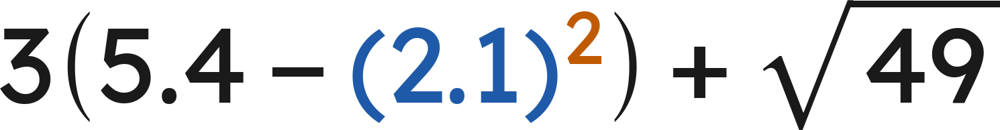 3(5.4 − (2.1)²) + √49